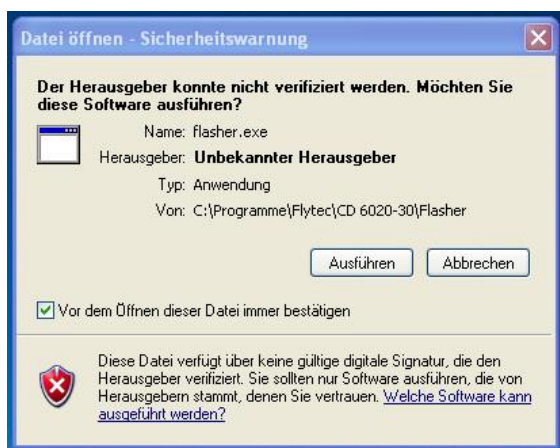 Datei öffnen - Sicherheitswarnung
Der Herausgeber konnte nicht verifiziert werden. Möchten Sie
diese Software ausführen?
Name: flasher.exe
Herausgeber: Unbekannter Herausgeber
Typ: Anwendung
Von: C:\Programme\Flytec\CD 6020-30\Flasher
Ausführen Abbrechen
Vor dem Öffnen dieser Datei immer bestätigen
Diese Datei verfügt über keine gültige digitale Signatur, die den
Herausgeber verifiziert. Sie sollten nur Software ausführen, die von
Herausgebern stammt, denen Sie vertrauen. Welche Software kann
ausgeführt werden?